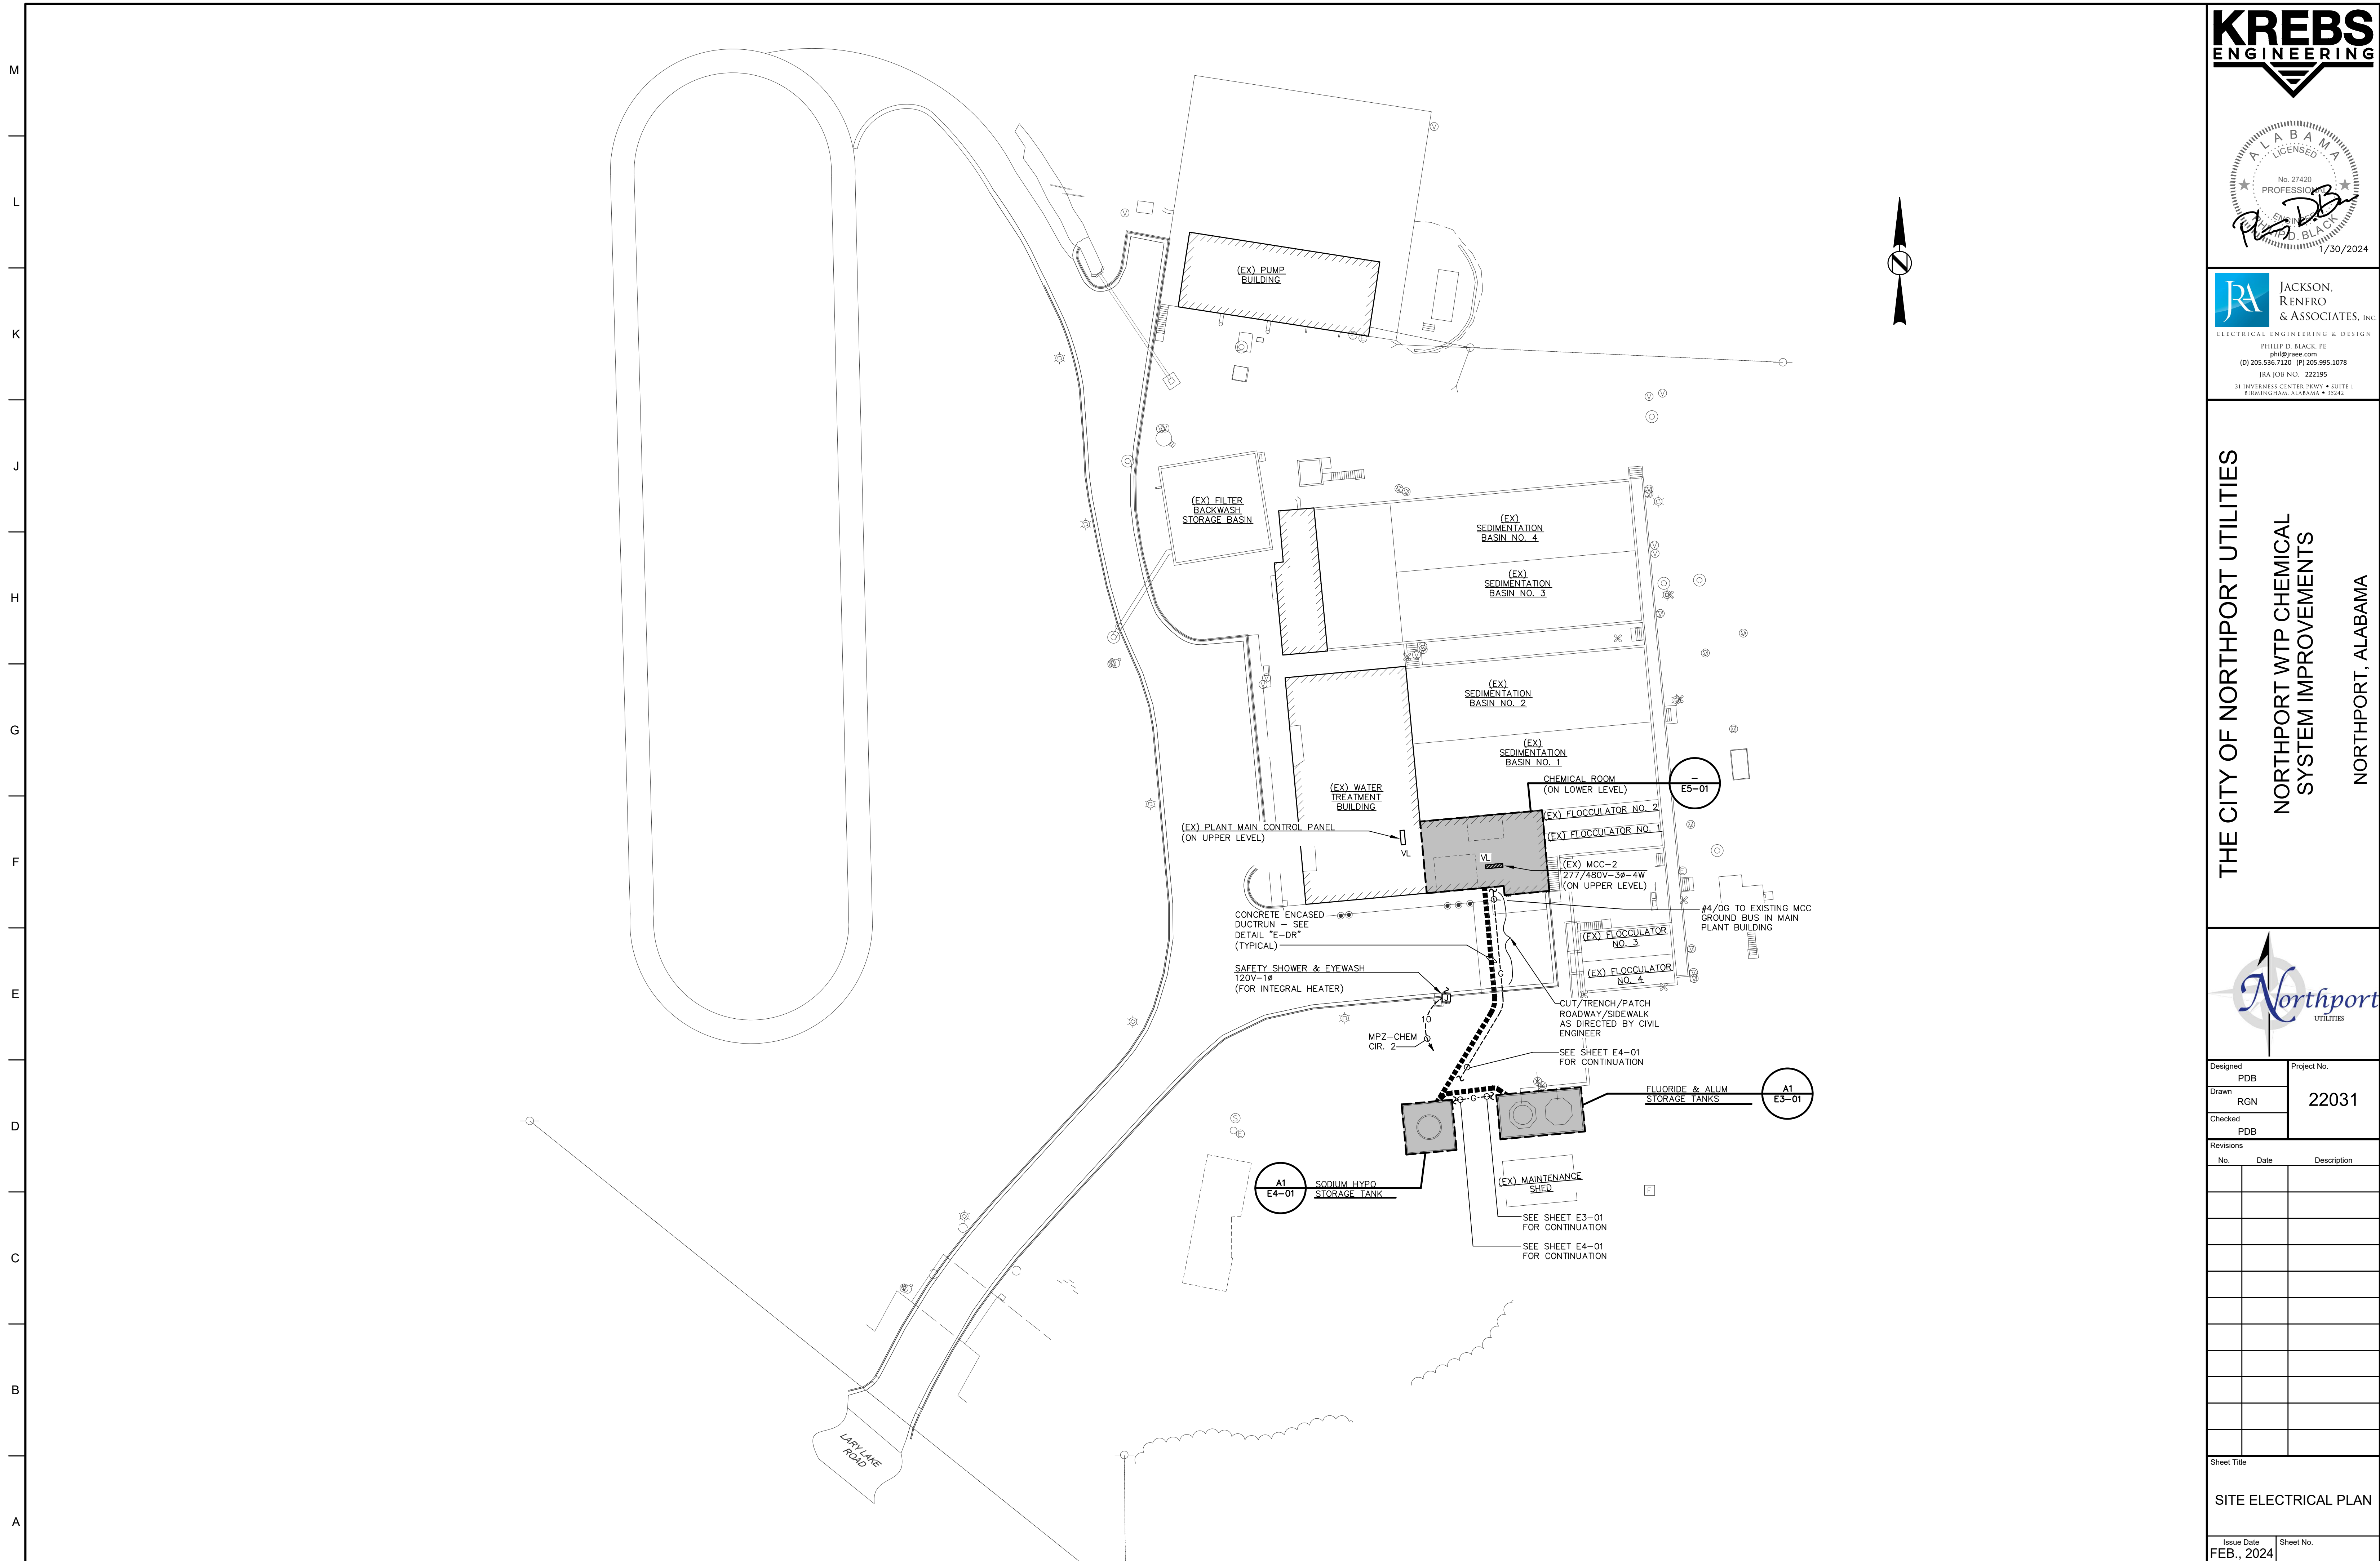 M
L
K
J
H
G
F
E
D
C
B
A
(EX) PUMP
BUILDING
(EX) FILTER
BACKWASH
STORAGE BASIN
(EX)
SEDIMENTATION
BASIN NO. 4
(EX)
SEDIMENTATION
BASIN NO. 3
(EX)
SEDIMENTATION
BASIN NO. 2
(EX)
SEDIMENTATION
BASIN NO. 1
CHEMICAL ROOM
(ON LOWER LEVEL)
–
E5-01
(EX) WATER
TREATMENT
BUILDING
(EX) FLOCCULATOR NO. 2
(EX) FLOCCULATOR NO. 1
(EX) PLANT MAIN CONTROL PANEL
(ON UPPER LEVEL)
VL
VL
(EX) MCC-2
277/480V-3ø-4W
(ON UPPER LEVEL)
#4/0G TO EXISTING MCC
GROUND BUS IN MAIN
PLANT BUILDING
CONCRETE ENCASED
DUCTRUN – SEE
DETAIL "E-DR"
(TYPICAL)
(EX) FLOCCULATOR
NO. 3
(EX) FLOCCULATOR
NO. 4
SAFETY SHOWER & EYEWASH
120V-1ø
(FOR INTEGRAL HEATER)
G
J
10
CUT/TRENCH/PATCH
ROADWAY/SIDEWALK
AS DIRECTED BY CIVIL
ENGINEER
MPZ-CHEM
CIR. 2
SEE SHEET E4-01
FOR CONTINUATION
FLUORIDE & ALUM
STORAGE TANKS
A1
E3-01
G
S
E
(EX) MAINTENANCE
SHED
F
A1
E4-01
SODIUM HYPO
STORAGE TANK
SEE SHEET E3-01
FOR CONTINUATION
SEE SHEET E4-01
FOR CONTINUATION
LARY LAKE
ROAD
N
KREBS
ENGINEERING
ALABAMA
LICENSED
No. 27420
PROFESSIONAL
ENGINEER
PHILIP D. BLACK
1/30/2024
JRA
JACKSON,
RENFRO
& ASSOCIATES, INC.
ELECTRICAL ENGINEERING & DESIGN
PHILIP D. BLACK, PE
phil@jraee.com
(D) 205.536.7120 (P) 205.995.1078
JRA JOB NO. 222195
31 INVERNESS CENTER PKWY • SUITE 1
BIRMINGHAM, ALABAMA • 35242
THE CITY OF NORTHPORT UTILITIES
NORTHPORT WTP CHEMICAL
SYSTEM IMPROVEMENTS
NORTHPORT, ALABAMA
Northport
UTILITIES
Designed
PDB
Drawn
RGN
Checked
PDB
Project No.
22031
Revisions
No. Date Description
Sheet Title
SITE ELECTRICAL PLAN
Issue Date
FEB., 2024
Sheet No.